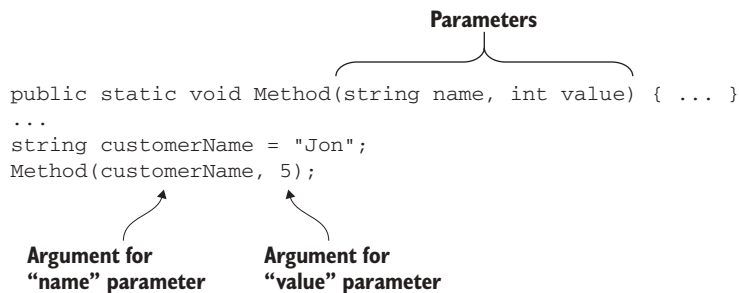 Parameters
public static void Method(string name, int value) { ... }
...
string customerName = "Jon";
Method(customerName, 5);
Argument for
“name” parameter
Argument for
“value” parameter